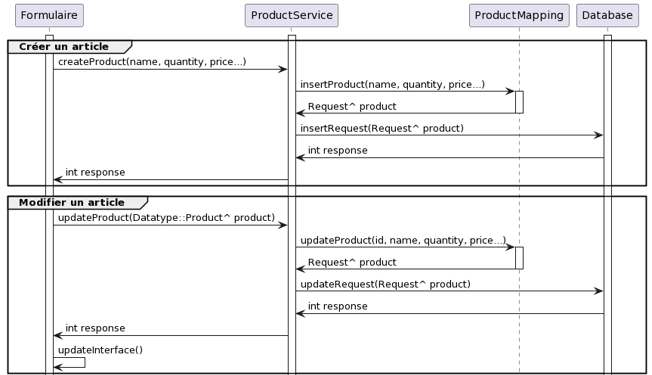 Formulaire
ProductService
ProductMapping
Database
Créer un article
createProduct(name, quantity, price...)
insertProduct(name, quantity, price...)
Request^ product
insertRequest(Request^ product)
int response
int response
Modifier un article
updateProduct(Datatype::Product^ product)
updateProduct(id, name, quantity, price...)
Request^ product
updateRequest(Request^ product)
int response
int response
updateInterface()